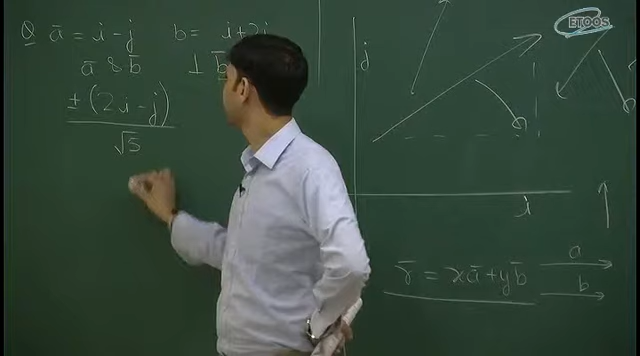 Q ā = i - j b = i + 2j
ā & b̄ ⊥ b̄
± (2i - j)
√5
j
i
r̄ = xā + yb̄
a
b
ETOOS